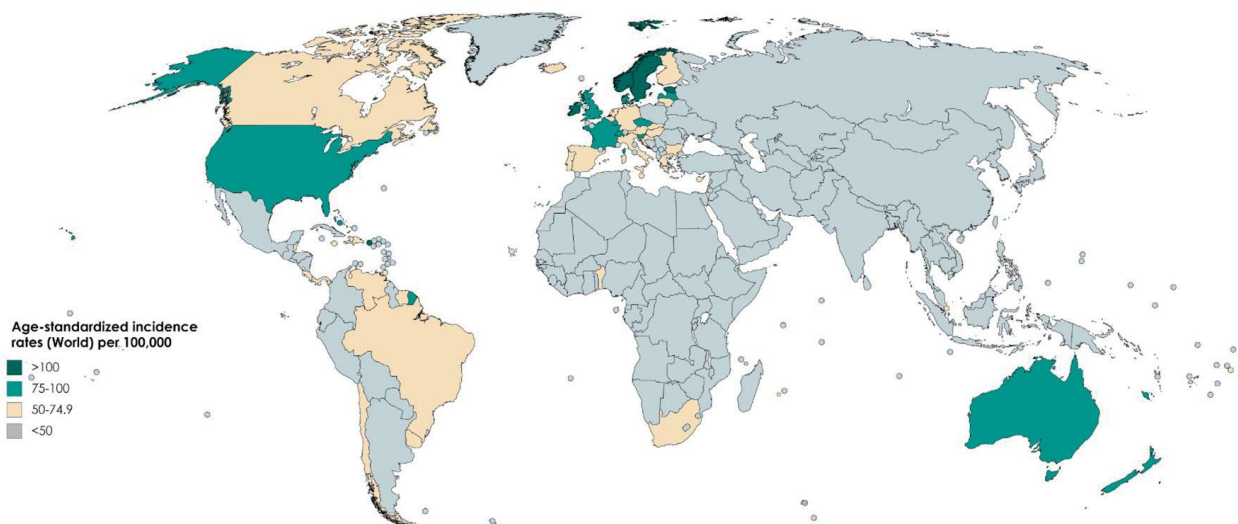 Age-standardized incidence
rates (World) per 100,000
>100
75-100
50-74.9
<50